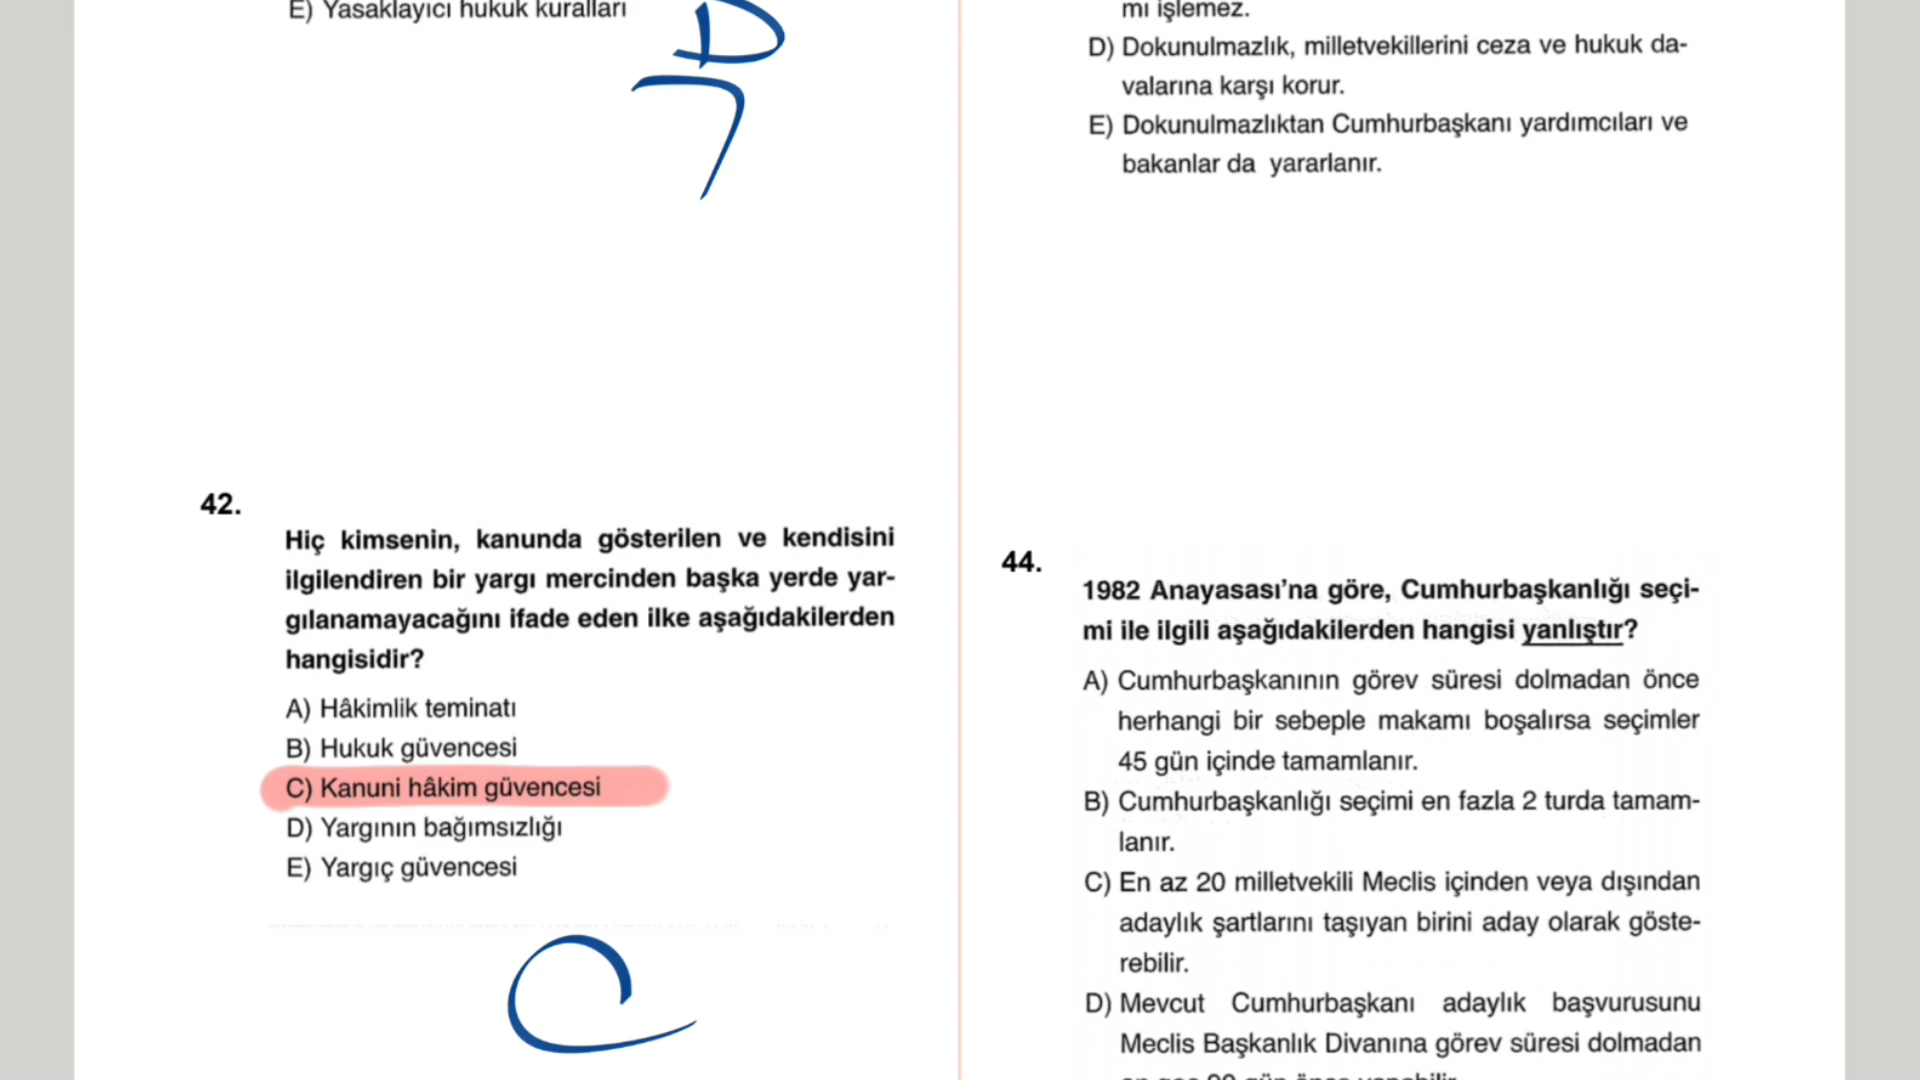 E) Yasaklayıcı hukuk kuralları
D
42.
Hiç kimsenin, kanunda gösterilen ve kendisini
ilgilendiren bir yargı mercinden başka yerde yar-
gılanamayacağını ifade eden ilke aşağıdakilerden
hangisidir?
A) Hâkimlik teminatı
B) Hukuk güvencesi
C) Kanuni hâkim güvencesi
D) Yargının bağımsızlığı
E) Yargıç güvencesi
C
mı işlemez.
D) Dokunulmazlık, milletvekillerini ceza ve hukuk da-
valarına karşı korur.
E) Dokunulmazlıktan Cumhurbaşkanı yardımcıları ve
bakanlar da yararlanır.
44.
1982 Anayasası'na göre, Cumhurbaşkanlığı seçi-
mi ile ilgili aşağıdakilerden hangisi yanlıştır?
A) Cumhurbaşkanının görev süresi dolmadan önce
herhangi bir sebeple makamı boşalırsa seçimler
45 gün içinde tamamlanır.
B) Cumhurbaşkanlığı seçimi en fazla 2 turda tamam-
lanır.
C) En az 20 milletvekili Meclis içinden veya dışından
adaylık şartlarını taşıyan birini aday olarak göste-
rebilir.
D) Mevcut Cumhurbaşkanı adaylık başvurusunu
Meclis Başkanlık Divanına görev süresi dolmadan